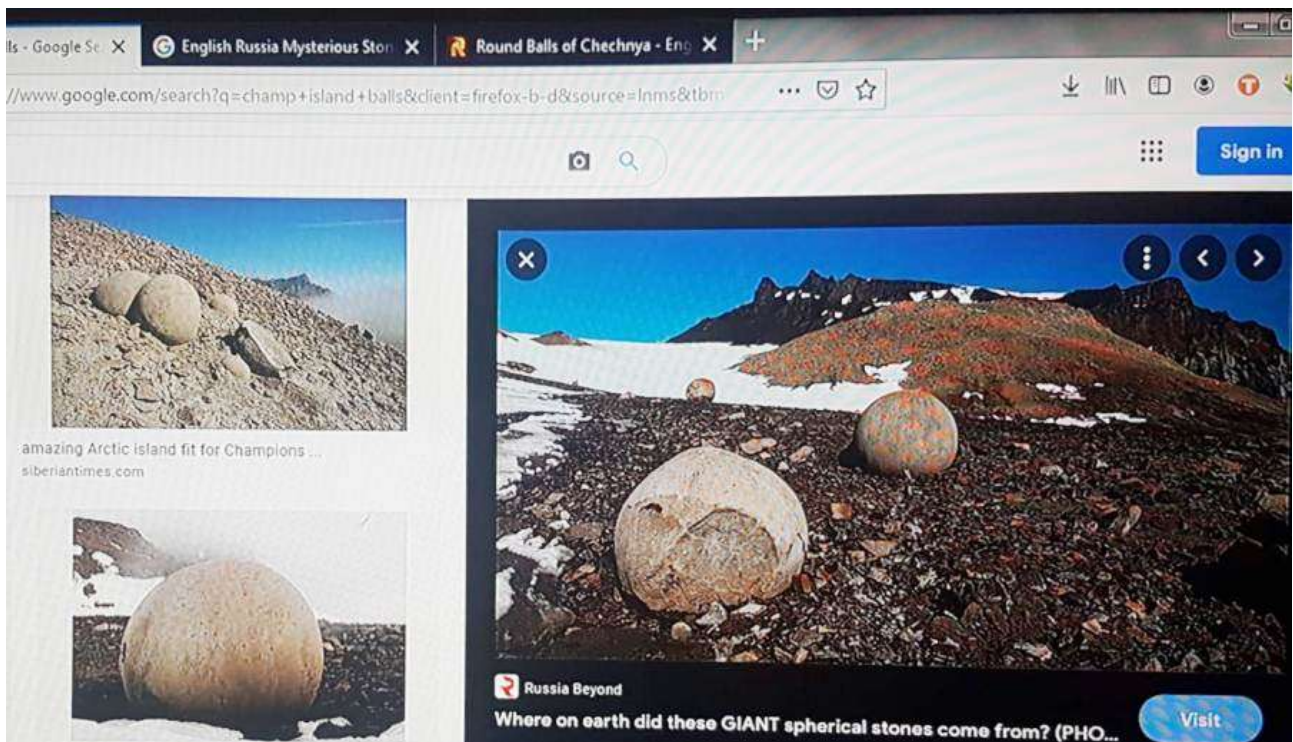 lls - Google Se
English Russia Mysterious Ston
Round Balls of Chechnya - Eng
//www.google.com/search?q=champ+island+balls&client=firefox-b-d&source=lnms&tbm
Sign in
amazing Arctic island fit for Champions ...
siberiantimes.com
Russia Beyond
Where on earth did these GIANT spherical stones come from? (PHO...
Visit